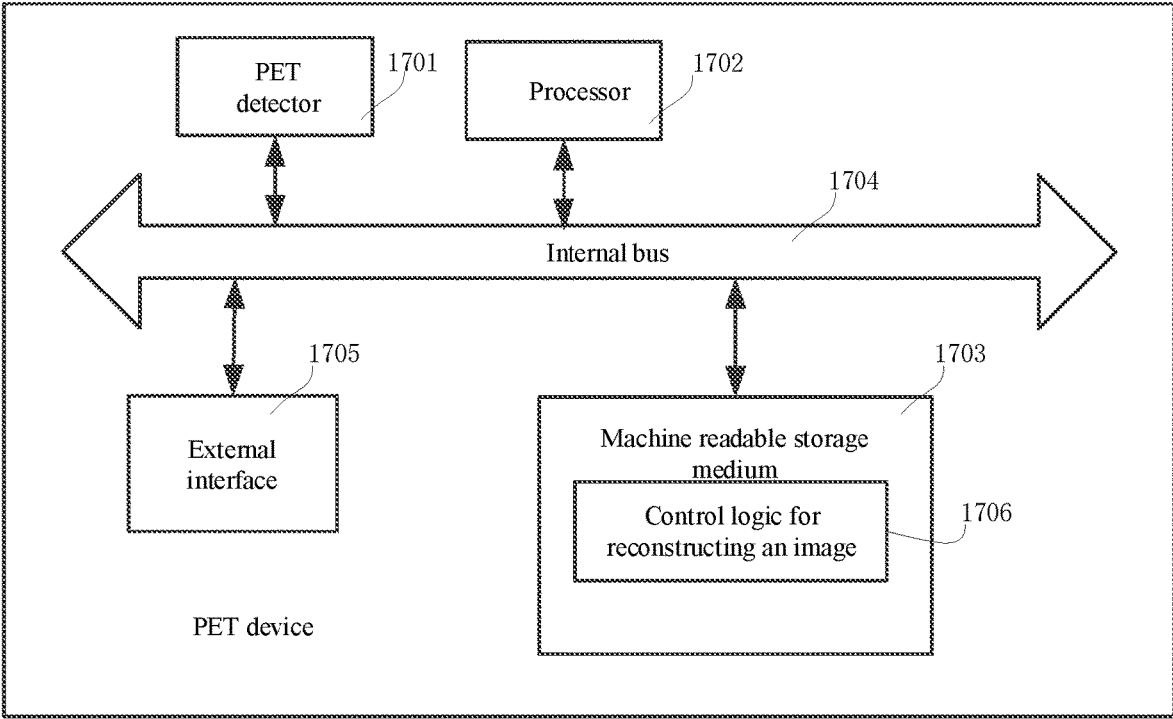 PET
detector
1701
Processor
1702
1704
Internal bus
1705
External
interface
1703
Machine readable storage
medium
Control logic for
reconstructing an image
1706
PET device